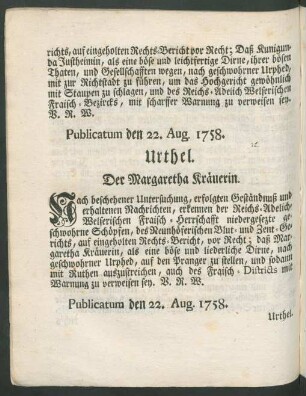 richts, auf eingeholten Rechts-Bericht vor Recht; Daß Kunigun-
da Justheimin, als eine böse und leichtfertige Dirne, ihrer bösen
Thaten, und Gesellschafften wegen, nach geschwohrner Urphed,
mit zur Richtstadt zu führen, um das Hochgericht gewöhnlich
mit Staupen zu schlagen, und des Reichs-Adelich Welserischen
Fraisch-Bezirks, mit scharffer Warnung zu verweisen sey.
V. R. W.
Publicatum den 22. Aug. 1758.
Urthel.
Der Margaretha Kräuerin.
Nach beschehener Untersuchung, erfolgten Geständnuß und
erhaltenen Nachrichten, erkennen der Reichs-Adelich-
Welserischen Fraisch-Herrschafft niedergesetzte ge-
schwohrne Schöpfen, des Neunhöferischen Blut- und Zent-Ge-
richts, auf eingeholten Rechts-Bericht, vor Recht; daß Mar-
garetha Kräuerin, als eine böse und liederliche Dirne, nach
geschwohrner Urphed, auf den Pranger zu stellen, und sodann
mit Ruthen auszustreichen, auch des Fraisch-Districts mit
Warnung zu verweisen sey. V. R. W.
Publicatum den 22. Aug. 1758.
Urthel.